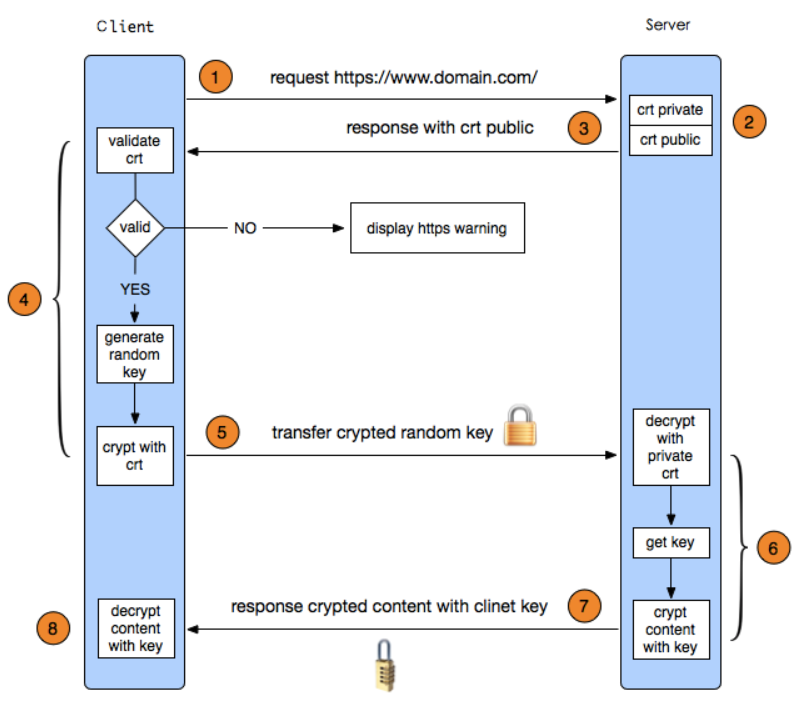 Client
Server
1
request https://www.domain.com/
crt private
2
crt public
response with crt public
3
validate
crt
valid
NO
display https warning
YES
4
generate
random
key
crypt with
crt
5
transfer crypted random key
decrypt
with
private
crt
get key
6
crypt
content
with key
response crypted content with clinet key
7
8
decrypt
content
with key